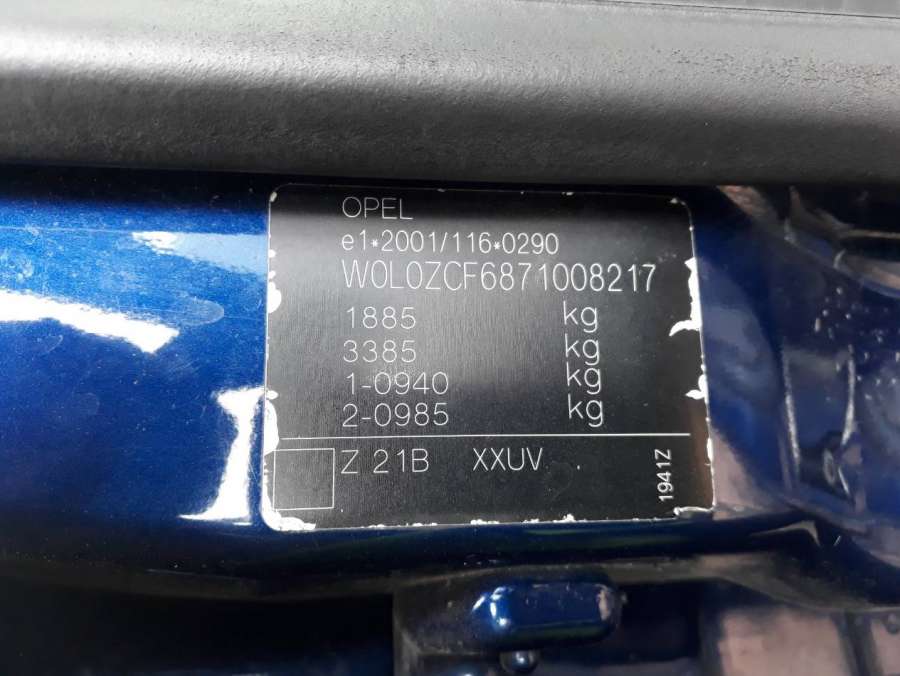 OPEL
e1*2001/116*0290
W0L0ZCF6871008217
1885 kg
3385 kg
1-0940 kg
2-0985 kg
Z 21B XXUV
1941Z